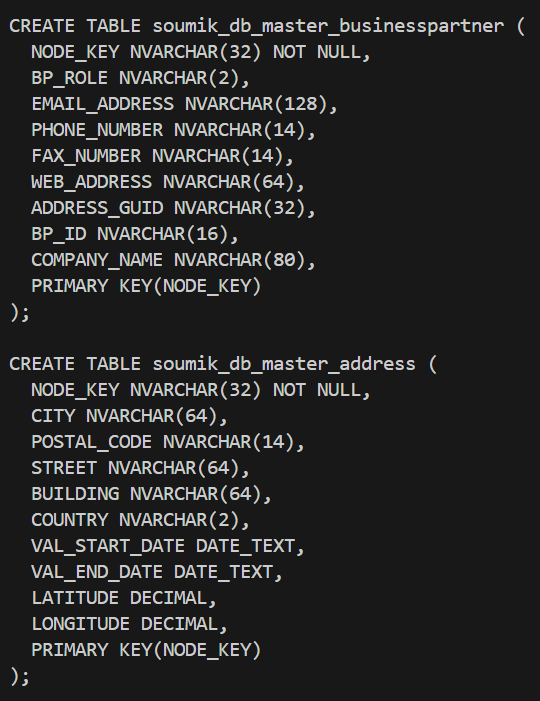 CREATE TABLE soumik_db_master_businesspartner (
  NODE_KEY NVARCHAR(32) NOT NULL,
  BP_ROLE NVARCHAR(2),
  EMAIL_ADDRESS NVARCHAR(128),
  PHONE_NUMBER NVARCHAR(14),
  FAX_NUMBER NVARCHAR(14),
  WEB_ADDRESS NVARCHAR(64),
  ADDRESS_GUID NVARCHAR(32),
  BP_ID NVARCHAR(16),
  COMPANY_NAME NVARCHAR(80),
  PRIMARY KEY(NODE_KEY)
);

CREATE TABLE soumik_db_master_address (
  NODE_KEY NVARCHAR(32) NOT NULL,
  CITY NVARCHAR(64),
  POSTAL_CODE NVARCHAR(14),
  STREET NVARCHAR(64),
  BUILDING NVARCHAR(64),
  COUNTRY NVARCHAR(2),
  VAL_START_DATE DATE_TEXT,
  VAL_END_DATE DATE_TEXT,
  LATITUDE DECIMAL,
  LONGITUDE DECIMAL,
  PRIMARY KEY(NODE_KEY)
);